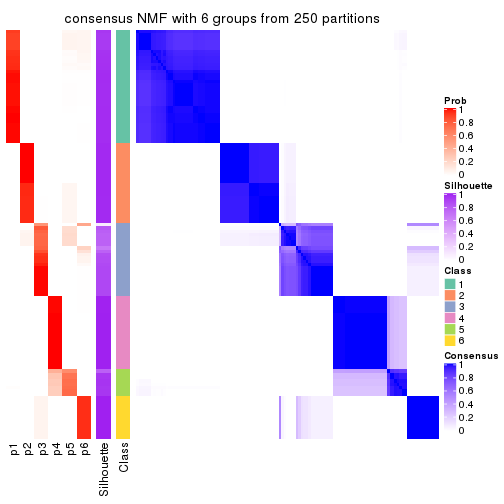 consensus NMF with 6 groups from 250 partitions
Prob
1
0.8
0.6
0.4
0.2
0
Silhouette
1
0.8
0.6
0.4
0.2
0
Class
1
2
3
4
5
6
Consensus
1
0.8
0.6
0.4
0.2
0
p1
p2
p3
p4
p5
p6
Silhouette
Class